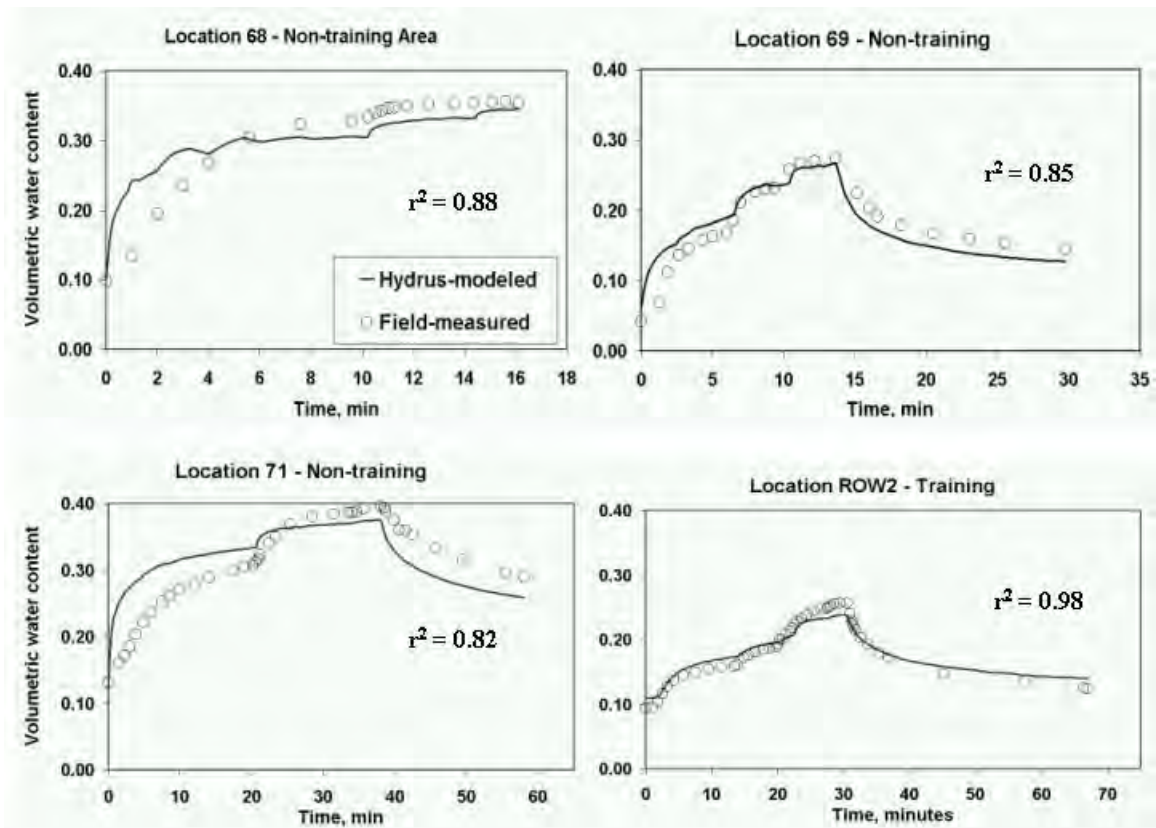 Location 68 - Non-training Area
Volumetric water content
0.40
0.30
0.20
0.10
0.00
r² = 0.88
Hydrus-modeled
Field-measured
0 2 4 6 8 10 12 14 16 18
Time, min
Location 69 - Non-training
0.40
0.30
0.20
0.10
0.00
r² = 0.85
0 5 10 15 20 25 30 35
Time, min
Location 71 - Non-training
Volumetric water content
0.40
0.30
0.20
0.10
0.00
r² = 0.82
0 10 20 30 40 50 60
Time, min
Location ROW2 - Training
0.40
0.30
0.20
0.10
0.00
r² = 0.98
0 10 20 30 40 50 60 70
Time, minutes